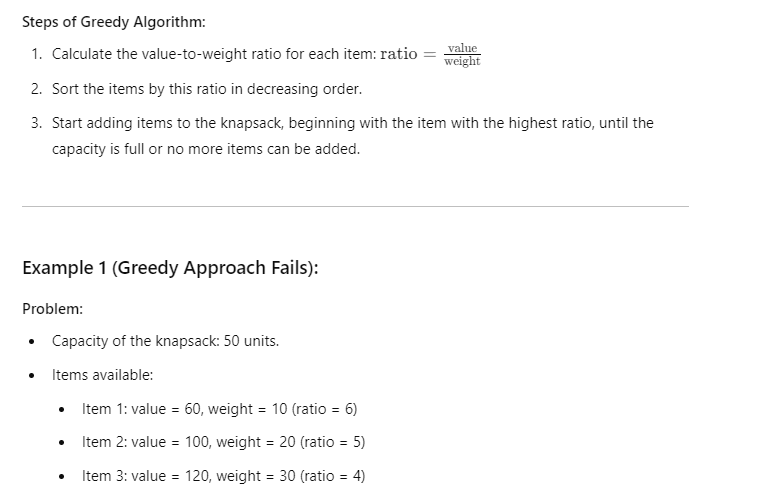 Steps of Greedy Algorithm:
1. Calculate the value-to-weight ratio for each item: ratio = value/weight
2. Sort the items by this ratio in decreasing order.
3. Start adding items to the knapsack, beginning with the item with the highest ratio, until the
capacity is full or no more items can be added.
Example 1 (Greedy Approach Fails):
Problem:
• Capacity of the knapsack: 50 units.
• Items available:
• Item 1: value = 60, weight = 10 (ratio = 6)
• Item 2: value = 100, weight = 20 (ratio = 5)
• Item 3: value = 120, weight = 30 (ratio = 4)